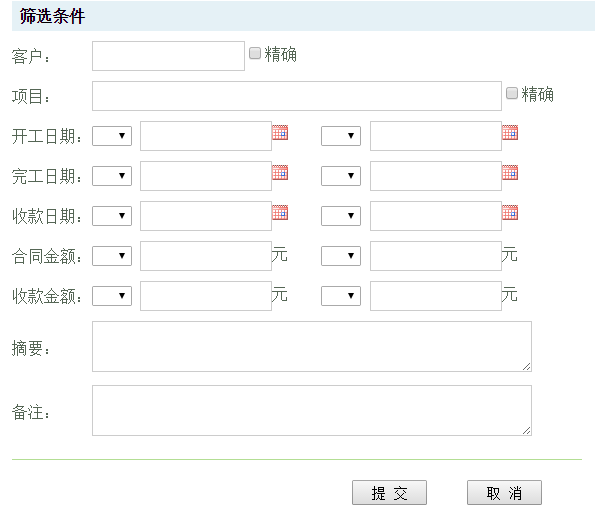 筛选条件
客户： 精确
项目： 精确
开工日期：
完工日期：
收款日期：
合同金额： 元 元
收款金额： 元 元
摘要：
备注：
提 交 取 消